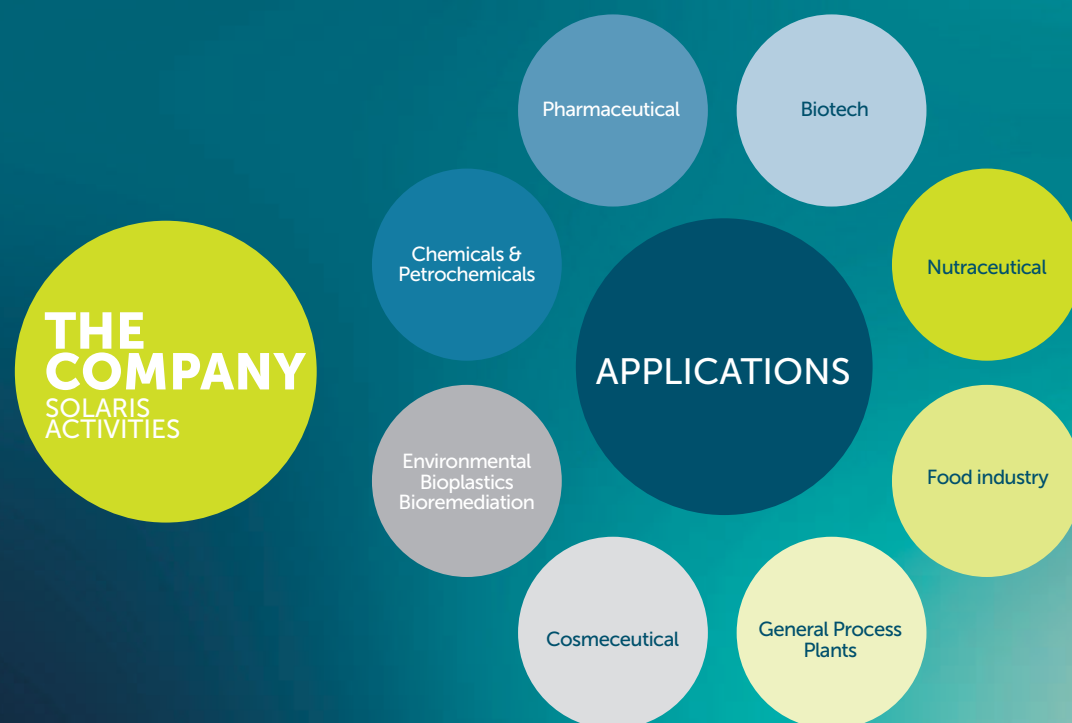 THE
COMPANY
SOLARIS
ACTIVITIES
APPLICATIONS
Pharmaceutical
Biotech
Nutraceutical
Food industry
General Process
Plants
Cosmeceutical
Environmental
Bioplastics
Bioremediation
Chemicals &
Petrochemicals